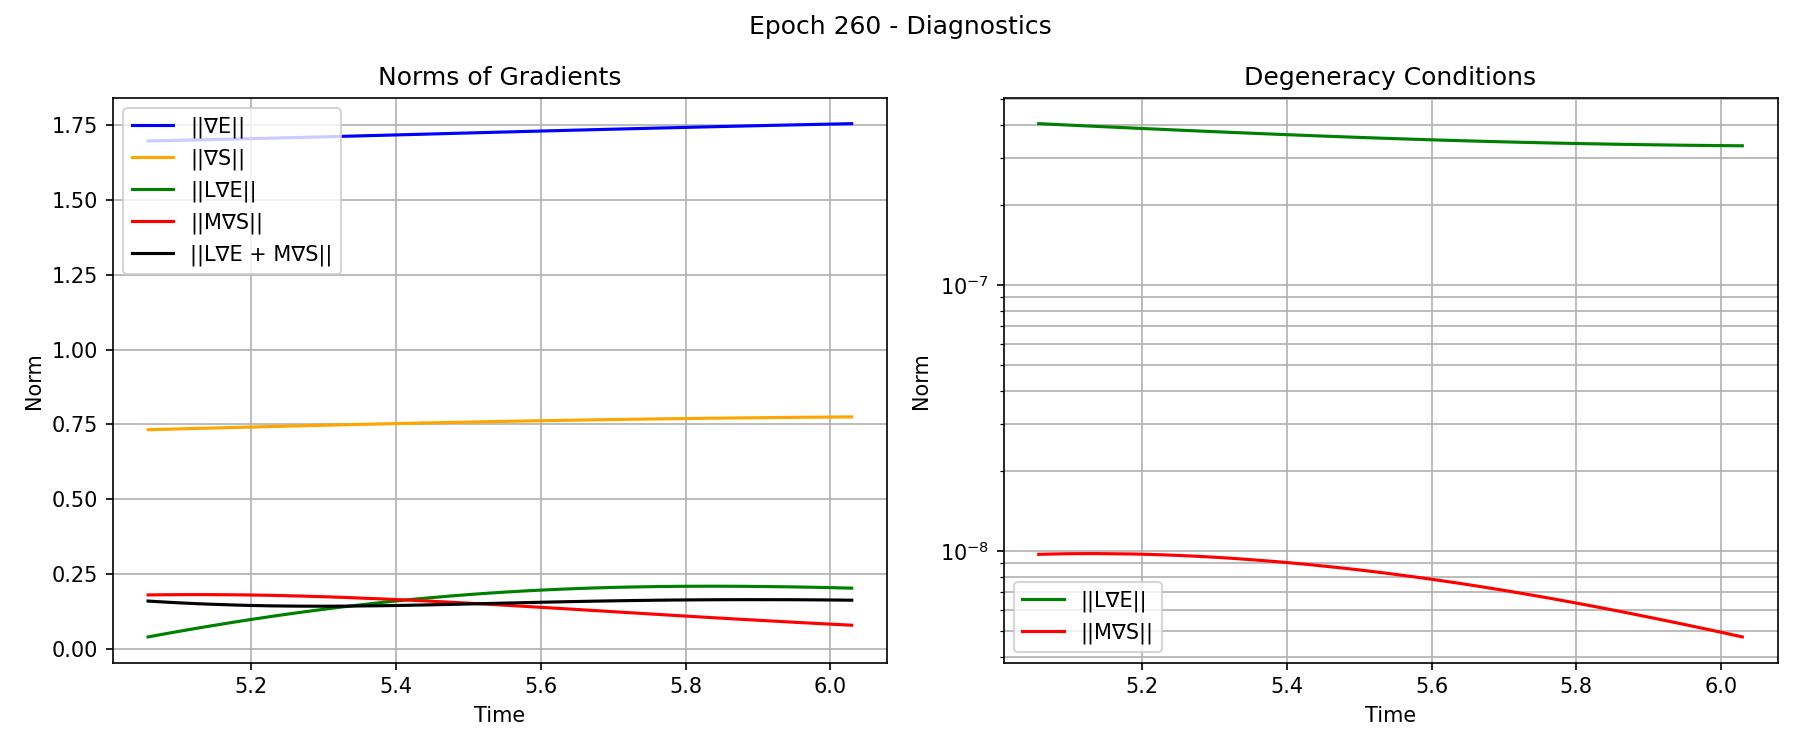 Epoch 260 - Diagnostics
Norms of Gradients
1.75
1.50
1.25
1.00
0.75
0.50
0.25
0.00
Norm
||∇E||
||∇S||
||L∇E||
||M∇S||
||L∇E + M∇S||
5.2 5.4 5.6 5.8 6.0
Time
Degeneracy Conditions
10⁻⁷
10⁻⁸
Norm
||L∇E||
||M∇S||
5.2 5.4 5.6 5.8 6.0
Time